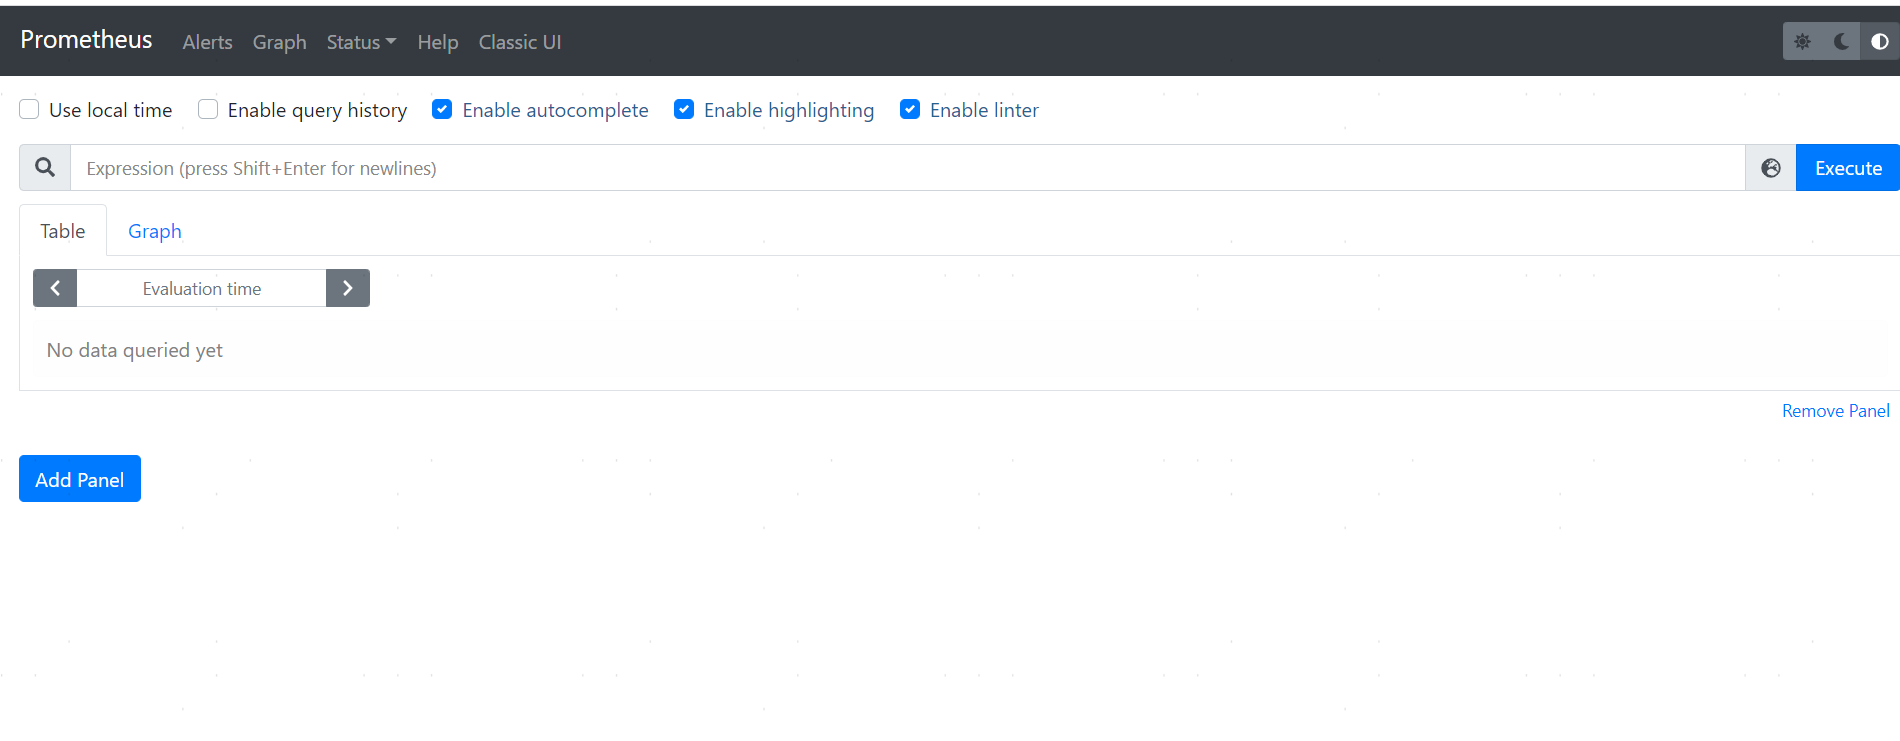 Prometheus Alerts Graph Status Help Classic UI
Use local time Enable query history Enable autocomplete Enable highlighting Enable linter
Expression (press Shift+Enter for newlines) Execute
Table Graph
Evaluation time
No data queried yet
Remove Panel
Add Panel